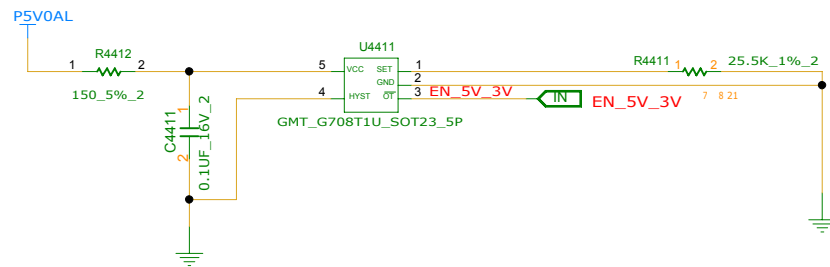 P5V0AL
1 R4412 2
150_5%_2
C4411
1
2
0.1UF_16V_2
U4411
5 VCC SET 1
GND 2
4 HYST OT 3
GMT_G708T1U_SOT23_5P
EN_5V_3V
IN
EN_5V_3V
R4411 1 2 25.5K_1%_2
7 8 21